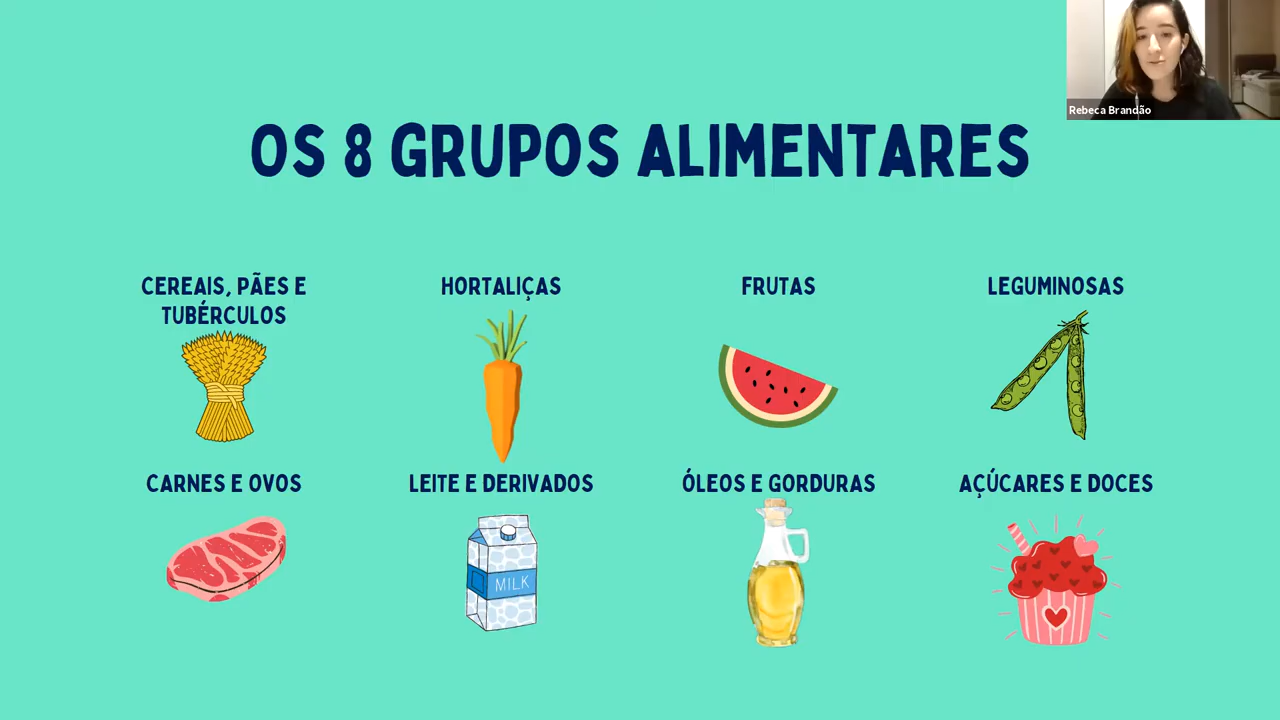 Rebeca Brandão
OS 8 GRUPOS ALIMENTARES
CEREAIS, PÃES E
TUBÉRCULOS
HORTALIÇAS
FRUTAS
LEGUMINOSAS
CARNES E OVOS
LEITE E DERIVADOS
ÓLEOS E GORDURAS
AÇÚCARES E DOCES
MILK